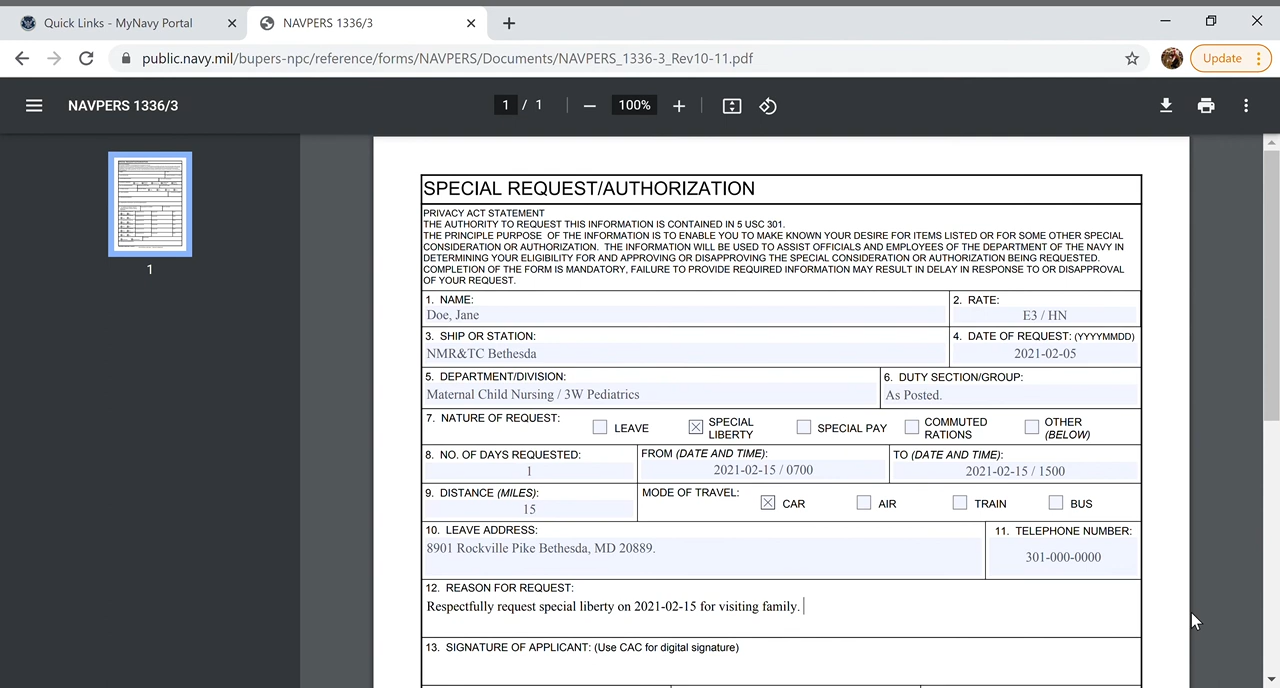 Quick Links - MyNavy Portal
NAVPERS 1336/3
public.navy.mil/bupers-npc/reference/forms/NAVPERS/Documents/NAVPERS_1336-3_Rev10-11.pdf
Update
NAVPERS 1336/3
1 / 1
100%
1
SPECIAL REQUEST/AUTHORIZATION
PRIVACY ACT STATEMENT
THE AUTHORITY TO REQUEST THIS INFORMATION IS CONTAINED IN 5 USC 301.
THE PRINCIPLE PURPOSE OF THE INFORMATION IS TO ENABLE YOU TO MAKE KNOWN YOUR DESIRE FOR ITEMS LISTED OR FOR SOME OTHER SPECIAL
CONSIDERATION OR AUTHORIZATION. THE INFORMATION WILL BE USED TO ASSIST OFFICIALS AND EMPLOYEES OF THE DEPARTMENT OF THE NAVY IN
DETERMINING YOUR ELIGIBILITY FOR AND APPROVING OR DISAPPROVING THE SPECIAL CONSIDERATION OR AUTHORIZATION BEING REQUESTED.
COMPLETION OF THE FORM IS MANDATORY, FAILURE TO PROVIDE REQUIRED INFORMATION MAY RESULT IN DELAY IN RESPONSE TO OR DISAPPROVAL
OF YOUR REQUEST.
1. NAME:
Doe, Jane
2. RATE:
E3 / HN
3. SHIP OR STATION:
NMR&TC Bethesda
4. DATE OF REQUEST: (YYYYMMDD)
2021-02-05
5. DEPARTMENT/DIVISION:
Maternal Child Nursing / 3W Pediatrics
6. DUTY SECTION/GROUP:
As Posted.
7. NATURE OF REQUEST:
LEAVE
SPECIAL
LIBERTY
SPECIAL PAY
COMMUTED
RATIONS
OTHER
(BELOW)
8. NO. OF DAYS REQUESTED:
1
FROM (DATE AND TIME):
2021-02-15 / 0700
TO (DATE AND TIME):
2021-02-15 / 1500
9. DISTANCE (MILES):
15
MODE OF TRAVEL:
CAR
AIR
TRAIN
BUS
10. LEAVE ADDRESS:
8901 Rockville Pike Bethesda, MD 20889.
11. TELEPHONE NUMBER:
301-000-0000
12. REASON FOR REQUEST:
Respectfully request special liberty on 2021-02-15 for visiting family.
13. SIGNATURE OF APPLICANT: (Use CAC for digital signature)